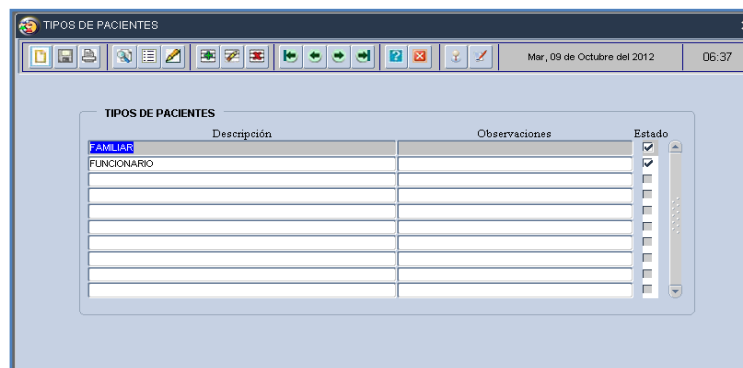 TIPOS DE PACIENTES
Mar, 09 de Octubre del 2012 06:37
TIPOS DE PACIENTES
Descripción Observaciones Estado
FAMILIAR
FUNCIONARIO